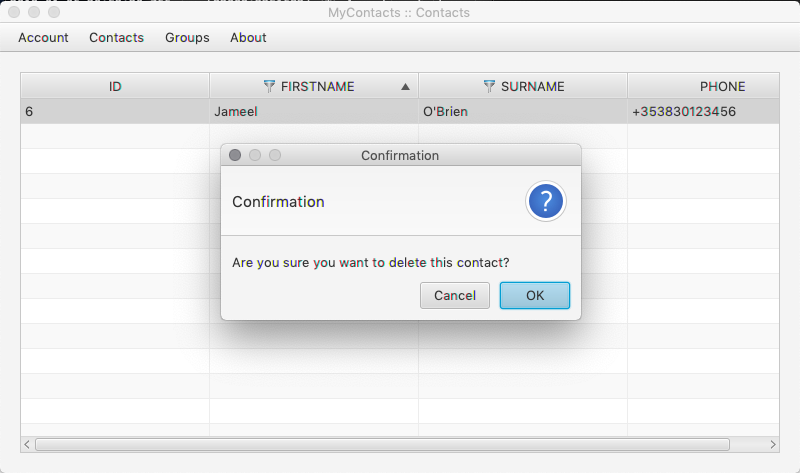 MyContacts :: Contacts
Account Contacts Groups About
ID FIRSTNAME SURNAME PHONE
6 Jameel O'Brien +353830123456
Confirmation
Confirmation
?
Are you sure you want to delete this contact?
Cancel OK